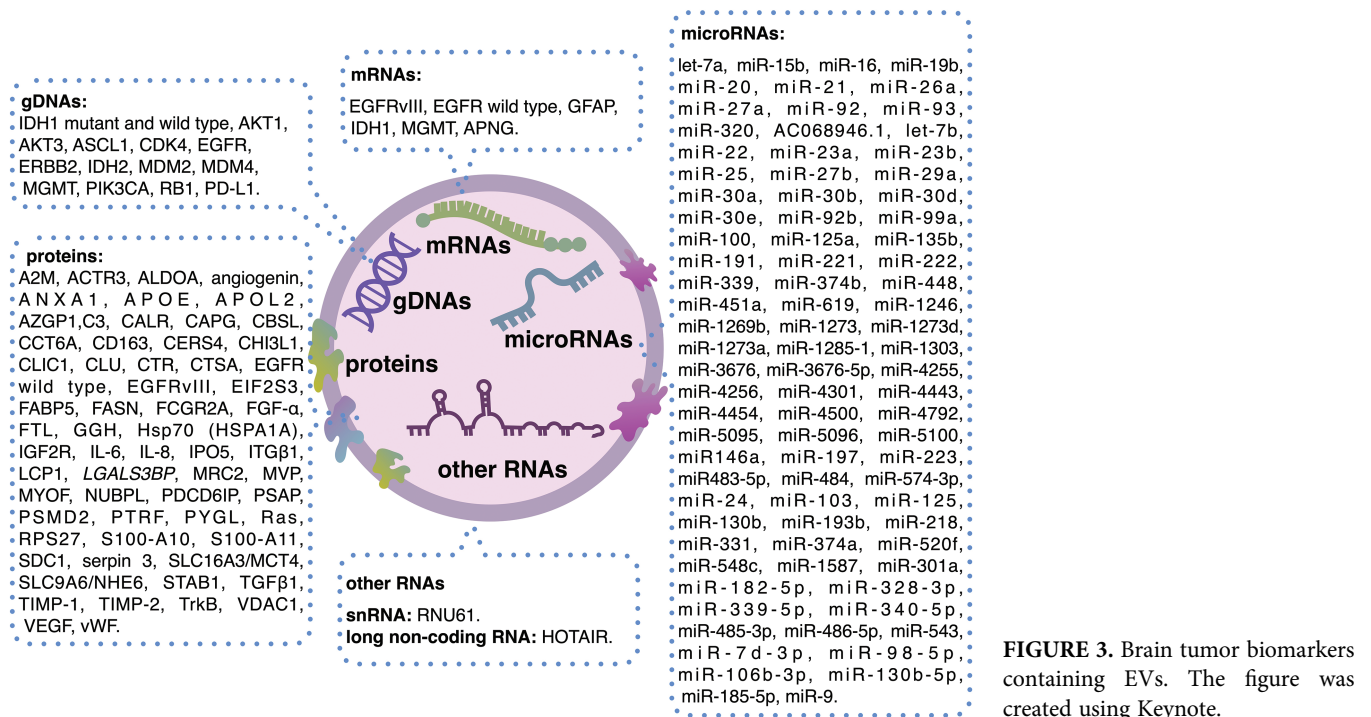 gDNAs:
IDH1 mutant and wild type, AKT1,
AKT3, ASCL1, CDK4, EGFR,
ERBB2, IDH2, MDM2, MDM4,
MGMT, PIK3CA, RB1, PD-L1.
mRNAs:
EGFRvIII, EGFR wild type, GFAP,
IDH1, MGMT, APNG.
proteins:
A2M, ACTR3, ALDOA, angiogenin,
ANXA1, APOE, APOL2,
AZGP1,C3, CALR, CAPG, CBSL,
CCT6A, CD163, CERS4, CHI3L1,
CLIC1, CLU, CTR, CTSA, EGFR
wild type, EGFRvIII, EIF2S3,
FABP5, FASN, FCGR2A, FGF-α,
FTL, GGH, Hsp70 (HSPA1A),
IGF2R, IL-6, IL-8, IPO5, ITGβ1,
LCP1, LGALS3BP, MRC2, MVP,
MYOF, NUBPL, PDCD6IP, PSAP,
PSMD2, PTRF, PYGL, Ras,
RPS27, S100-A10, S100-A11,
SDC1, serpin 3, SLC16A3/MCT4,
SLC9A6/NHE6, STAB1, TGFβ1,
TIMP-1, TIMP-2, TrkB, VDAC1,
VEGF, vWF.
mRNAs
gDNAs
microRNAs
proteins
other RNAs
other RNAs
snRNA: RNU61.
long non-coding RNA: HOTAIR.
microRNAs:
let-7a, miR-15b, miR-16, miR-19b,
miR-20, miR-21, miR-26a,
miR-27a, miR-92, miR-93,
miR-320, AC068946.1, let-7b,
miR-22, miR-23a, miR-23b,
miR-25, miR-27b, miR-29a,
miR-30a, miR-30b, miR-30d,
miR-30e, miR-92b, miR-99a,
miR-100, miR-125a, miR-135b,
miR-191, miR-221, miR-222,
miR-339, miR-374b, miR-448,
miR-451a, miR-619, miR-1246,
miR-1269b, miR-1273, miR-1273d,
miR-1273a, miR-1285-1, miR-1303,
miR-3676, miR-3676-5p, miR-4255,
miR-4256, miR-4301, miR-4443,
miR-4454, miR-4500, miR-4792,
miR-5095, miR-5096, miR-5100,
miR146a, miR-197, miR-223,
miR483-5p, miR-484, miR-574-3p,
miR-24, miR-103, miR-125,
miR-130b, miR-193b, miR-218,
miR-331, miR-374a, miR-520f,
miR-548c, miR-1587, miR-301a,
miR-182-5p, miR-328-3p,
miR-339-5p, miR-340-5p,
miR-485-3p, miR-486-5p, miR-543,
miR-7d-3p, miR-98-5p,
miR-106b-3p, miR-130b-5p,
miR-185-5p, miR-9.
FIGURE 3. Brain tumor biomarkers
containing EVs. The figure was
created using Keynote.